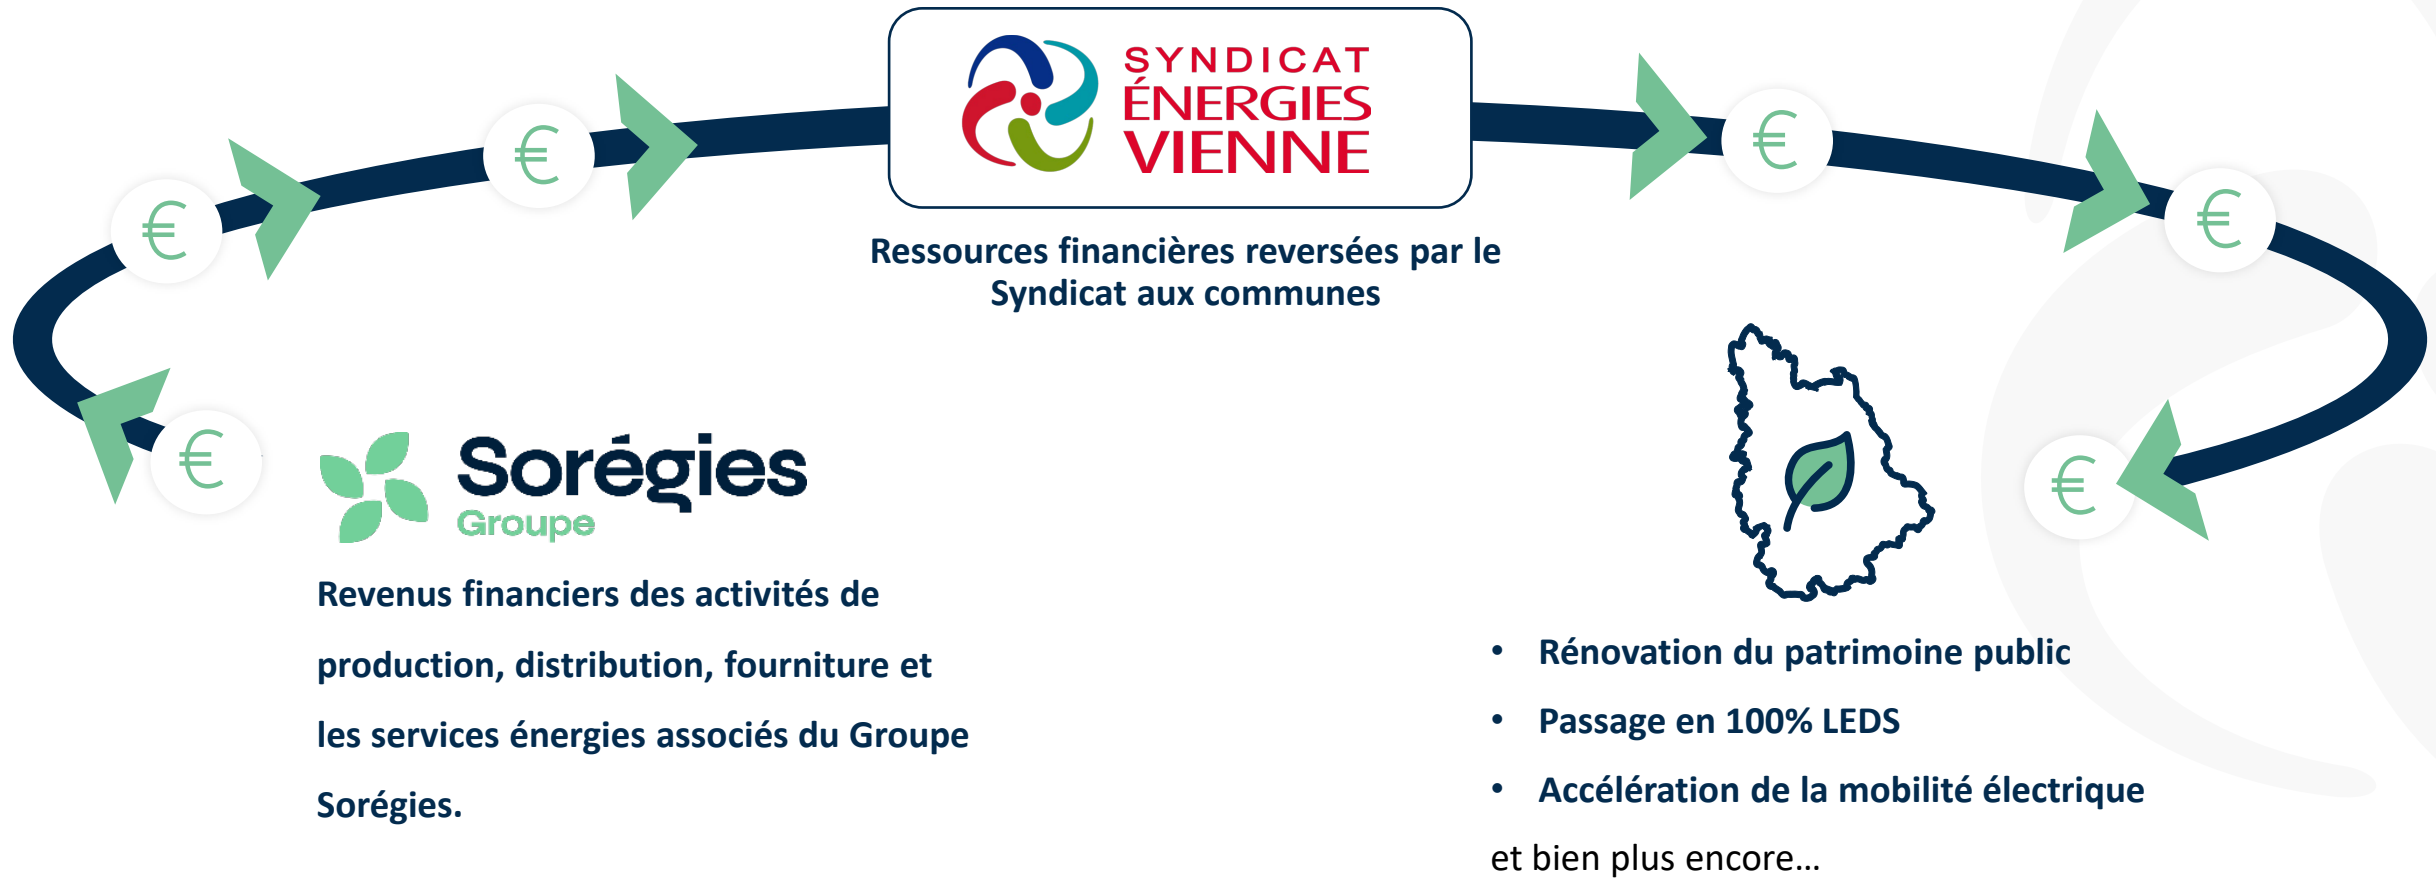 SYNDICAT
ÉNERGIES
VIENNE
€
€
€
€
€
€
Ressources financières reversées par le
Syndicat aux communes
Sorégies
Groupe
Revenus financiers des activités de
production, distribution, fourniture et
les services énergies associés du Groupe
Sorégies.
• Rénovation du patrimoine public
• Passage en 100% LEDS
• Accélération de la mobilité électrique
et bien plus encore…